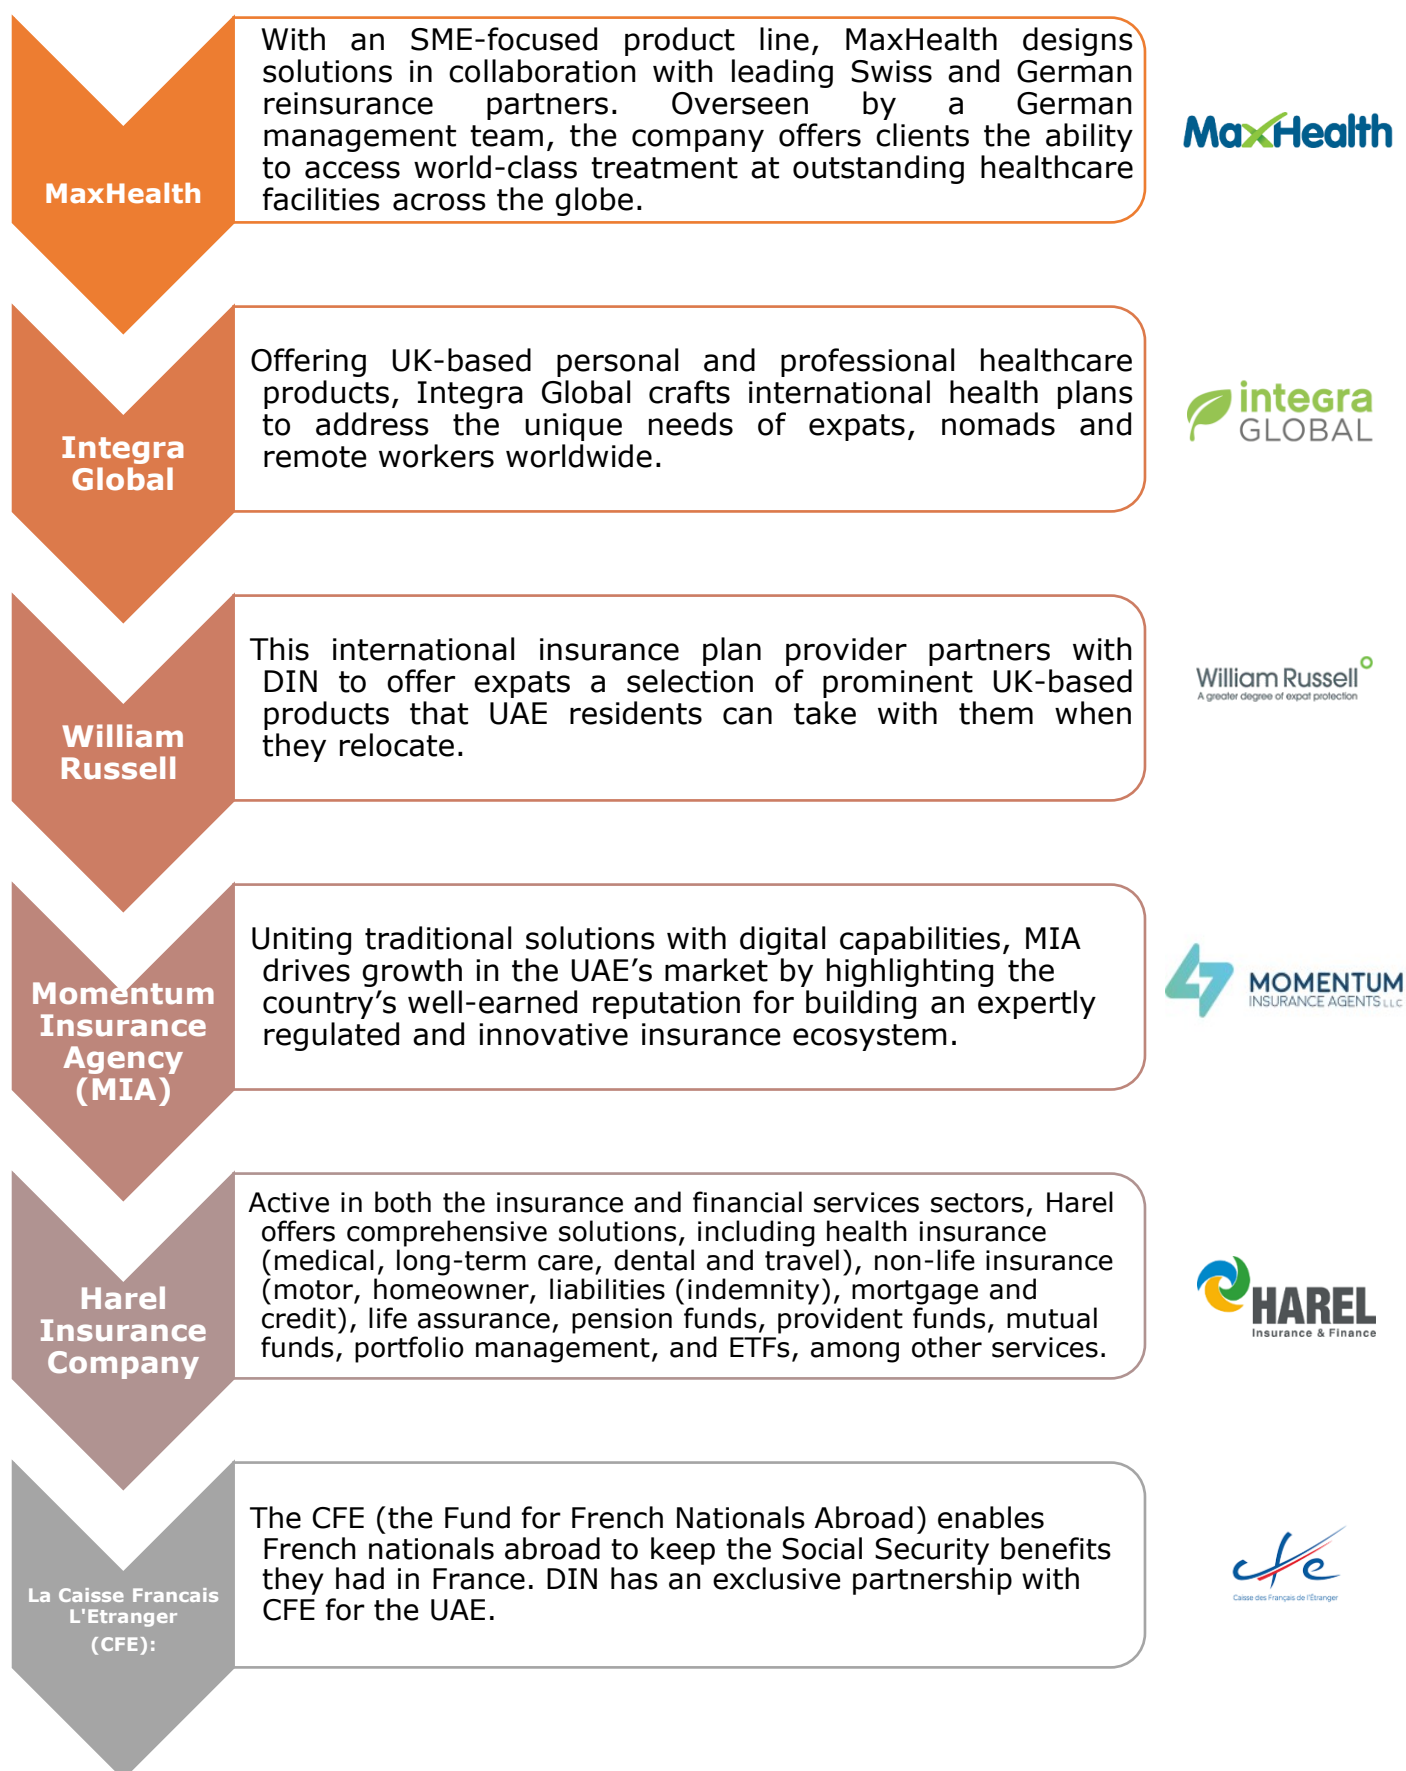 MaxHealth
With an SME-focused product line, MaxHealth designs
solutions in collaboration with leading Swiss and German
reinsurance partners. Overseen by a German
management team, the company offers clients the ability
to access world-class treatment at outstanding healthcare
facilities across the globe.
MaxHealth
Integra
Global
Offering UK-based personal and professional healthcare
products, Integra Global crafts international health plans
to address the unique needs of expats, nomads and
remote workers worldwide.
integra
GLOBAL
William
Russell
This international insurance plan provider partners with
DIN to offer expats a selection of prominent UK-based
products that UAE residents can take with them when
they relocate.
William Russell
A greater degree of expat protection
Momentum
Insurance
Agency
(MIA)
Uniting traditional solutions with digital capabilities, MIA
drives growth in the UAE’s market by highlighting the
country’s well-earned reputation for building an expertly
regulated and innovative insurance ecosystem.
MOMENTUM
INSURANCE AGENTS LLC
Harel
Insurance
Company
Active in both the insurance and financial services sectors, Harel
offers comprehensive solutions, including health insurance
(medical, long-term care, dental and travel), non-life insurance
(motor, homeowner, liabilities (indemnity), mortgage and
credit), life assurance, pension funds, provident funds, mutual
funds, portfolio management, and ETFs, among other services.
HAREL
Insurance & Finance
La Caisse Francais
L'Etranger
(CFE):
The CFE (the Fund for French Nationals Abroad) enables
French nationals abroad to keep the Social Security benefits
they had in France. DIN has an exclusive partnership with
CFE for the UAE.
cfe
Caisse des Français de l'Étranger